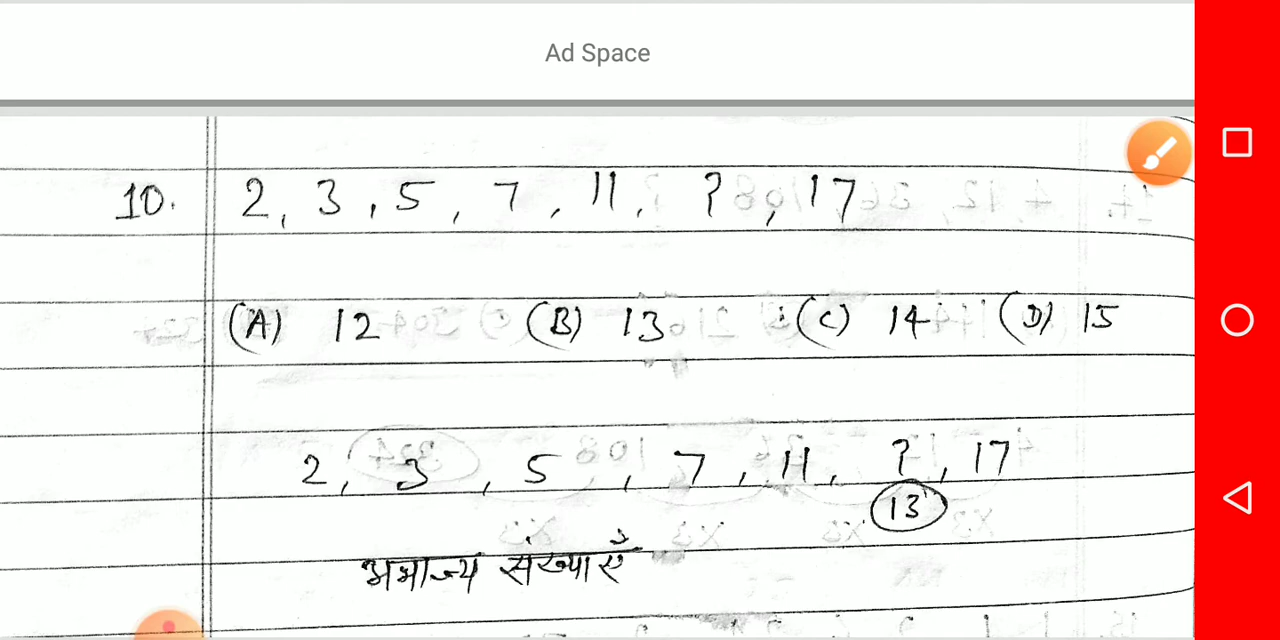 Ad Space
10. 2, 3, 5, 7, 11, ?, 17
(A) 12 (B) 13 (C) 14 (D) 15
2, 3, 5, 7, 11, ?, 17
13
अभाज्य संख्याएँ